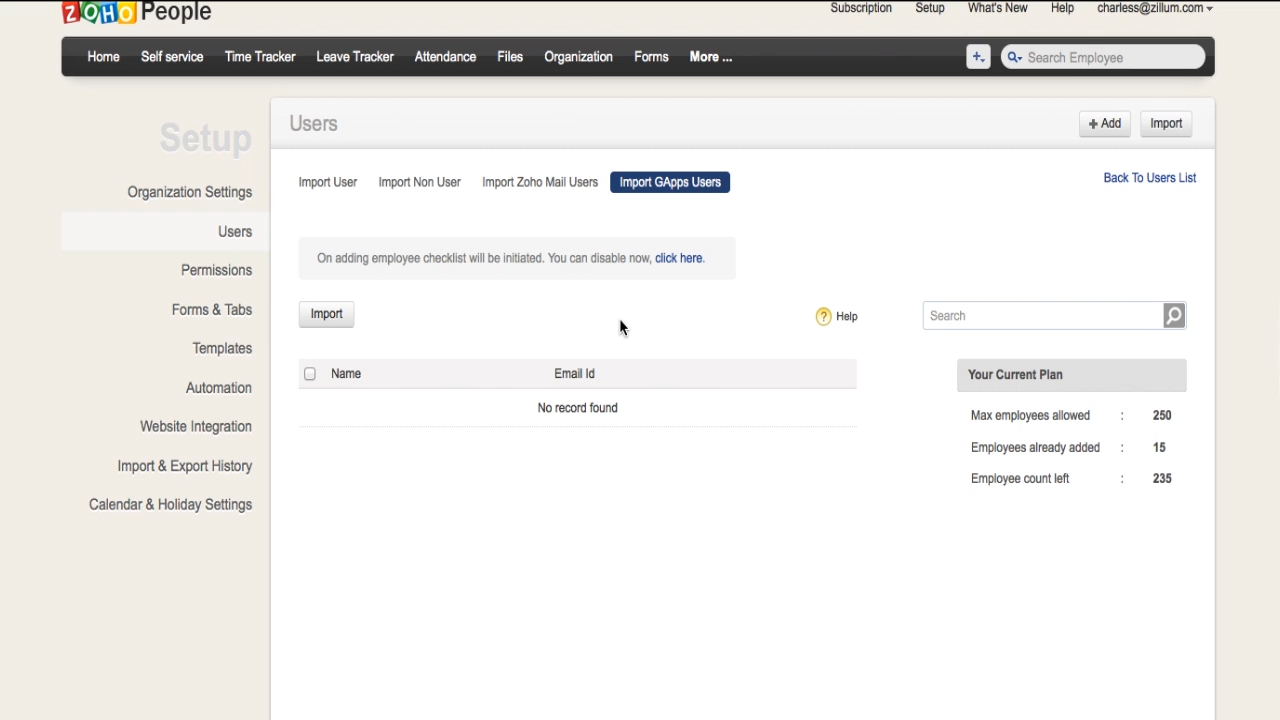 ZOHO People
Subscription Setup What's New Help charless@zillum.com
Home Self service Time Tracker Leave Tracker Attendance Files Organization Forms More ... Search Employee
Setup
Organization Settings
Users
Permissions
Forms & Tabs
Templates
Automation
Website Integration
Import & Export History
Calendar & Holiday Settings
Users
+ Add Import
Import User Import Non User Import Zoho Mail Users Import GApps Users Back To Users List
On adding employee checklist will be initiated. You can disable now, click here.
Import ? Help Search
Name Email Id
No record found
Your Current Plan
Max employees allowed : 250
Employees already added : 15
Employee count left : 235